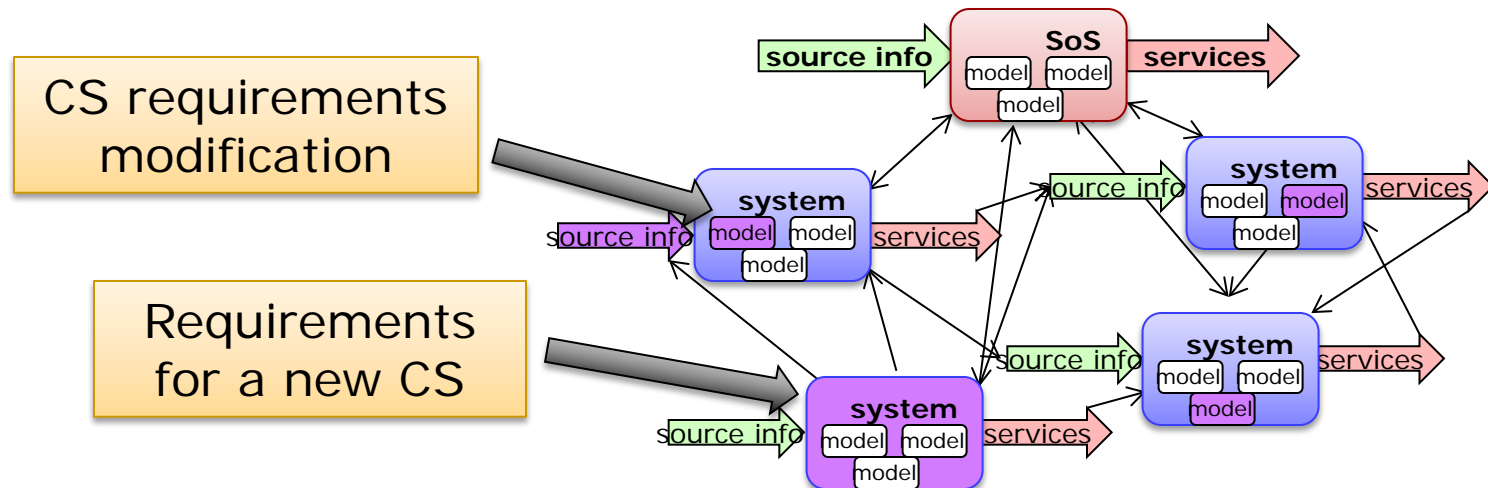 SoS
source info
services
model
model
model
CS requirements
modification
system
source info
services
model
model
model
system
source info
services
model
model
model
Requirements
for a new CS
system
source info
services
model
model
model
system
source info
services
model
model
model